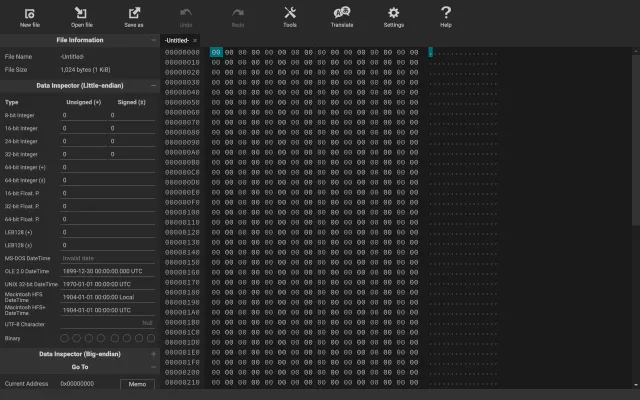 New file Open file Save as Undo Redo Tools Translate Settings Help
File Information
File Name -Untitled-
File Size 1,024 bytes (1 KiB)
Data Inspector (Little-endian)
Type Unsigned (+) Signed (±)
8-bit Integer 0 0
16-bit Integer 0 0
24-bit Integer 0 0
32-bit Integer 0 0
64-bit Integer (+) 0
64-bit Integer (±) 0
16-bit Float. P. 0
32-bit Float. P. 0
64-bit Float. P. 0
LEB128 (+) 0
LEB128 (±) 0
MS-DOS DateTime Invalid date
OLE 2.0 DateTime 1899-12-30 00:00:00.000 UTC
UNIX 32-bit DateTime 1970-01-01 00:00:00 UTC
Macintosh HFS DateTime 1904-01-01 00:00:00 Local
Macintosh HFS+ DateTime 1904-01-01 00:00:00 UTC
UTF-8 Character Null
Binary
Data Inspector (Big-endian)
Go To
Current Address 0x00000000 Memo
-Untitled- ×
00000000 00 00 00 00 00 00 00 00 00 00 00 00 00 00 00 00 ................
00000010 00 00 00 00 00 00 00 00 00 00 00 00 00 00 00 00 ................
00000020 00 00 00 00 00 00 00 00 00 00 00 00 00 00 00 00 ................
00000030 00 00 00 00 00 00 00 00 00 00 00 00 00 00 00 00 ................
00000040 00 00 00 00 00 00 00 00 00 00 00 00 00 00 00 00 ................
00000050 00 00 00 00 00 00 00 00 00 00 00 00 00 00 00 00 ................
00000060 00 00 00 00 00 00 00 00 00 00 00 00 00 00 00 00 ................
00000070 00 00 00 00 00 00 00 00 00 00 00 00 00 00 00 00 ................
00000080 00 00 00 00 00 00 00 00 00 00 00 00 00 00 00 00 ................
00000090 00 00 00 00 00 00 00 00 00 00 00 00 00 00 00 00 ................
000000A0 00 00 00 00 00 00 00 00 00 00 00 00 00 00 00 00 ................
000000B0 00 00 00 00 00 00 00 00 00 00 00 00 00 00 00 00 ................
000000C0 00 00 00 00 00 00 00 00 00 00 00 00 00 00 00 00 ................
000000D0 00 00 00 00 00 00 00 00 00 00 00 00 00 00 00 00 ................
000000E0 00 00 00 00 00 00 00 00 00 00 00 00 00 00 00 00 ................
000000F0 00 00 00 00 00 00 00 00 00 00 00 00 00 00 00 00 ................
00000100 00 00 00 00 00 00 00 00 00 00 00 00 00 00 00 00 ................
00000110 00 00 00 00 00 00 00 00 00 00 00 00 00 00 00 00 ................
00000120 00 00 00 00 00 00 00 00 00 00 00 00 00 00 00 00 ................
00000130 00 00 00 00 00 00 00 00 00 00 00 00 00 00 00 00 ................
00000140 00 00 00 00 00 00 00 00 00 00 00 00 00 00 00 00 ................
00000150 00 00 00 00 00 00 00 00 00 00 00 00 00 00 00 00 ................
00000160 00 00 00 00 00 00 00 00 00 00 00 00 00 00 00 00 ................
00000170 00 00 00 00 00 00 00 00 00 00 00 00 00 00 00 00 ................
00000180 00 00 00 00 00 00 00 00 00 00 00 00 00 00 00 00 ................
00000190 00 00 00 00 00 00 00 00 00 00 00 00 00 00 00 00 ................
000001A0 00 00 00 00 00 00 00 00 00 00 00 00 00 00 00 00 ................
000001B0 00 00 00 00 00 00 00 00 00 00 00 00 00 00 00 00 ................
000001C0 00 00 00 00 00 00 00 00 00 00 00 00 00 00 00 00 ................
000001D0 00 00 00 00 00 00 00 00 00 00 00 00 00 00 00 00 ................
000001E0 00 00 00 00 00 00 00 00 00 00 00 00 00 00 00 00 ................
000001F0 00 00 00 00 00 00 00 00 00 00 00 00 00 00 00 00 ................
00000200 00 00 00 00 00 00 00 00 00 00 00 00 00 00 00 00 ................
00000210 00 00 00 00 00 00 00 00 00 00 00 00 00 00 00 00 ................